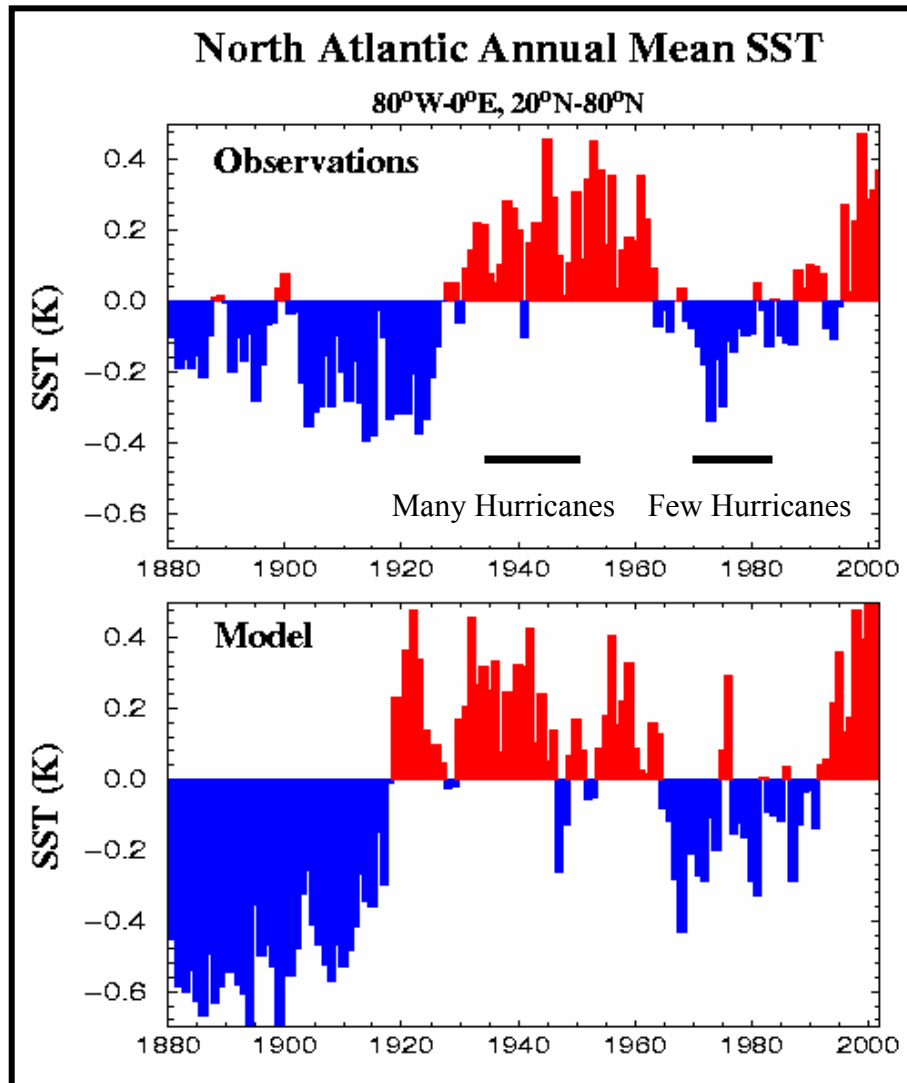 North Atlantic Annual Mean SST
80°W-0°E, 20°N-80°N
Observations
SST (K)
0.4
0.2
0.0
−0.2
−0.4
−0.6
Many Hurricanes Few Hurricanes
1880 1900 1920 1940 1960 1980 2000
Model
SST (K)
0.4
0.2
0.0
−0.2
−0.4
−0.6
1880 1900 1920 1940 1960 1980 2000